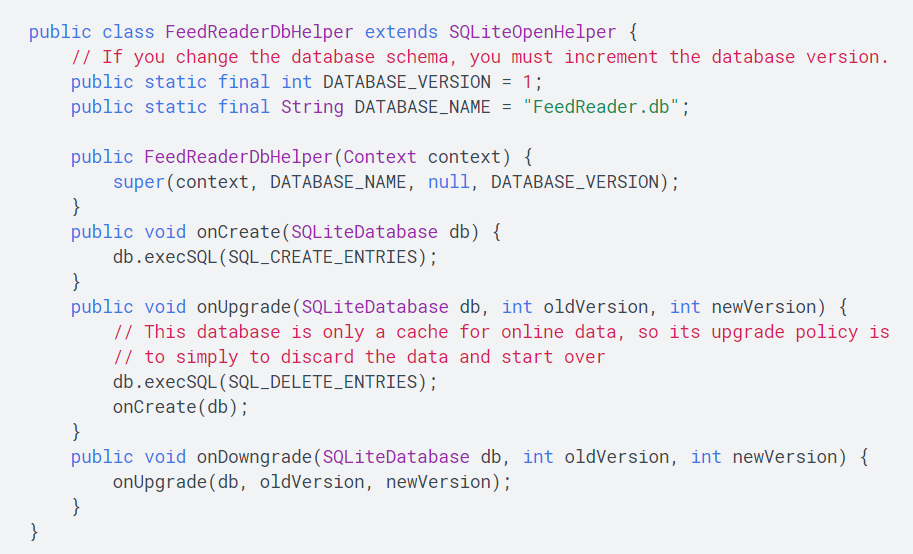 public class FeedReaderDbHelper extends SQLiteOpenHelper {
    // If you change the database schema, you must increment the database version.
    public static final int DATABASE_VERSION = 1;
    public static final String DATABASE_NAME = "FeedReader.db";

    public FeedReaderDbHelper(Context context) {
        super(context, DATABASE_NAME, null, DATABASE_VERSION);
    }
    public void onCreate(SQLiteDatabase db) {
        db.execSQL(SQL_CREATE_ENTRIES);
    }
    public void onUpgrade(SQLiteDatabase db, int oldVersion, int newVersion) {
        // This database is only a cache for online data, so its upgrade policy is
        // to simply to discard the data and start over
        db.execSQL(SQL_DELETE_ENTRIES);
        onCreate(db);
    }
    public void onDowngrade(SQLiteDatabase db, int oldVersion, int newVersion) {
        onUpgrade(db, oldVersion, newVersion);
    }
}